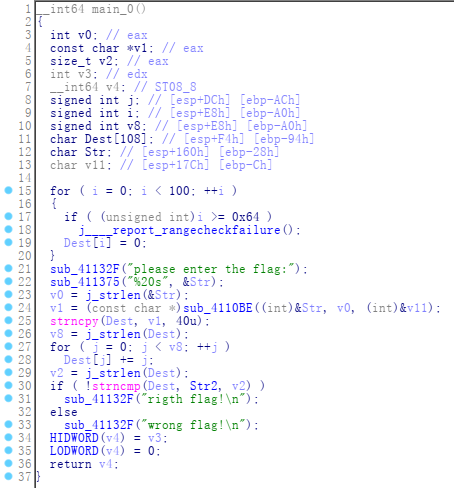 1 __int64 main_0()
2 {
3 int v0; // eax
4 const char *v1; // eax
5 size_t v2; // eax
6 int v3; // edx
7 __int64 v4; // ST08_8
8 signed int j; // [esp+DCh] [ebp-ACh]
9 signed int i; // [esp+E8h] [ebp-A0h]
10 signed int v8; // [esp+E8h] [ebp-A0h]
11 char Dest[108]; // [esp+F4h] [ebp-94h]
12 char Str; // [esp+160h] [ebp-28h]
13 char v11; // [esp+17Ch] [ebp-Ch]
14
15 for ( i = 0; i < 100; ++i )
16 {
17 if ( (unsigned int)i >= 0x64 )
18 j____report_rangecheckfailure();
19 Dest[i] = 0;
20 }
21 sub_41132F("please enter the flag:");
22 sub_411375("%20s", &Str);
23 v0 = j_strlen(&Str);
24 v1 = (const char *)sub_4110BE((int)&Str, v0, (int)&v11);
25 strncpy(Dest, v1, 40u);
26 v8 = j_strlen(Dest);
27 for ( j = 0; j < v8; ++j )
28 Dest[j] += j;
29 v2 = j_strlen(Dest);
30 if ( !strncmp(Dest, Str2, v2) )
31 sub_41132F("rigth flag!\n");
32 else
33 sub_41132F("wrong flag!\n");
34 HIDWORD(v4) = v3;
35 LODWORD(v4) = 0;
36 return v4;
37 }